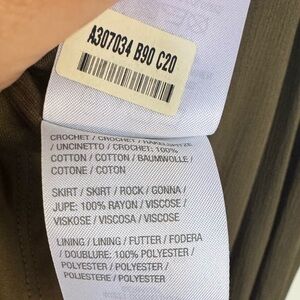 A307034 B90 C20
CROCHET / CROCHET / HÄKELSPITZE
/ UNCINETTO / CROCHET: 100%
COTTON / COTTON / BAUMWOLLE /
COTONE / COTON
SKIRT / SKIRT / ROCK / GONNA /
JUPE: 100% RAYON / VISCOSE /
VISKOSE / VISCOSA / VISCOSE
LINING / LINING / FUTTER / FODERA
/ DOUBLURE: 100% POLYESTER /
POLYESTER / POLYESTER /
POLIESTERE / POLYESTER